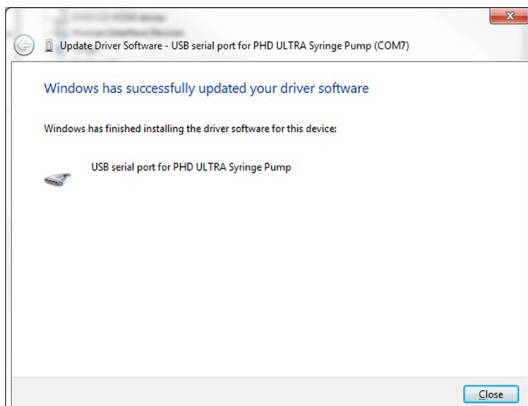 Update Driver Software - USB serial port for PHD ULTRA Syringe Pump (COM7)
Windows has successfully updated your driver software
Windows has finished installing the driver software for this device:
USB serial port for PHD ULTRA Syringe Pump
Close